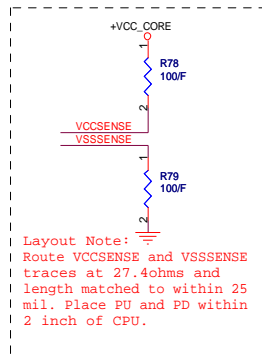 +VCC_CORE
1
R78
100/F
2
VCCSENSE
VSSSENSE
1
R79
100/F
2
Layout Note:
Route VCCSENSE and VSSSENSE
traces at 27.4ohms and
length matched to within 25
mil. Place PU and PD within
2 inch of CPU.